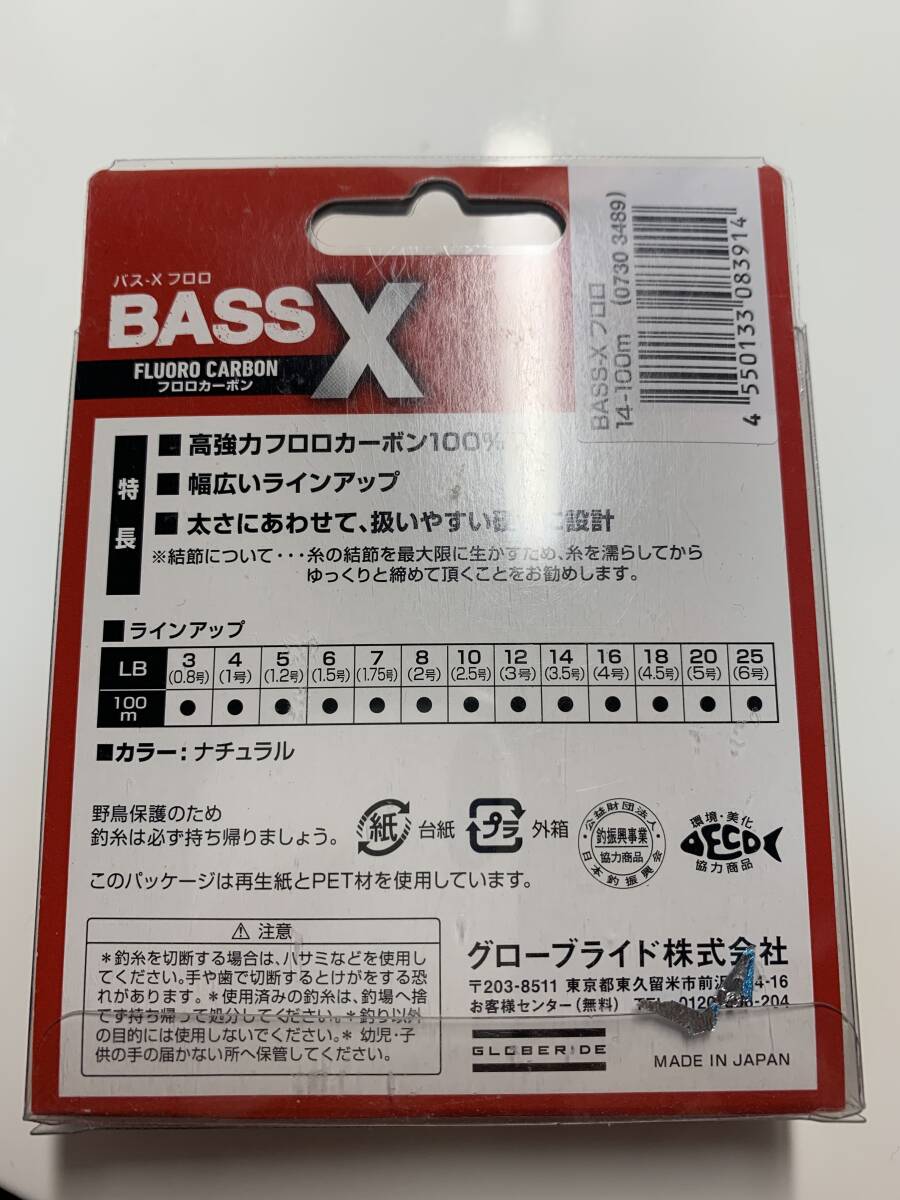 バス-X フロロ
BASS X
FLUORO CARBON
フロロカーボン
BASS-X フロロ
14-100m (0730 3489)
4 550133 083914
特長
■高強力フロロカーボン100%
■幅広いラインアップ
■太さにあわせて、扱いやすい硬さに設計
※結節について・・・糸の結節を最大限に生かすため、糸を濡らしてから
ゆっくりと締めて頂くことをお勧めします。
■ラインアップ
LB 3 4 5 6 7 8 10 12 14 16 18 20 25
(0.8号) (1号) (1.2号) (1.5号) (1.75号) (2号) (2.5号) (3号) (3.5号) (4号) (4.5号) (5号) (6号)
100m ● ● ● ● ● ● ● ● ● ● ● ● ●
■カラー：ナチュラル
野鳥保護のため
釣糸は必ず持ち帰りましょう。
紙 台紙 プラ 外箱
公益財団法人
釣振興事業
協力商品
日本釣振興会
環境・美化
ECO
協力商品
このパッケージは再生紙とPET材を使用しています。
⚠ 注意
＊釣糸を切断する場合は、ハサミなどを使用し
てください。手や歯で切断するとけがをする恐
れがあります。＊使用済みの釣糸は、釣場へ捨
てず持ち帰って処分してください。＊釣り以外
の目的には使用しないでください。＊幼児・子
供の手の届かない所へ保管してください。
グローブライド株式会社
〒203-8511 東京都東久留米市前沢 4-16
お客様センター（無料） TEL 0120 -204
GLOBERIDE
MADE IN JAPAN